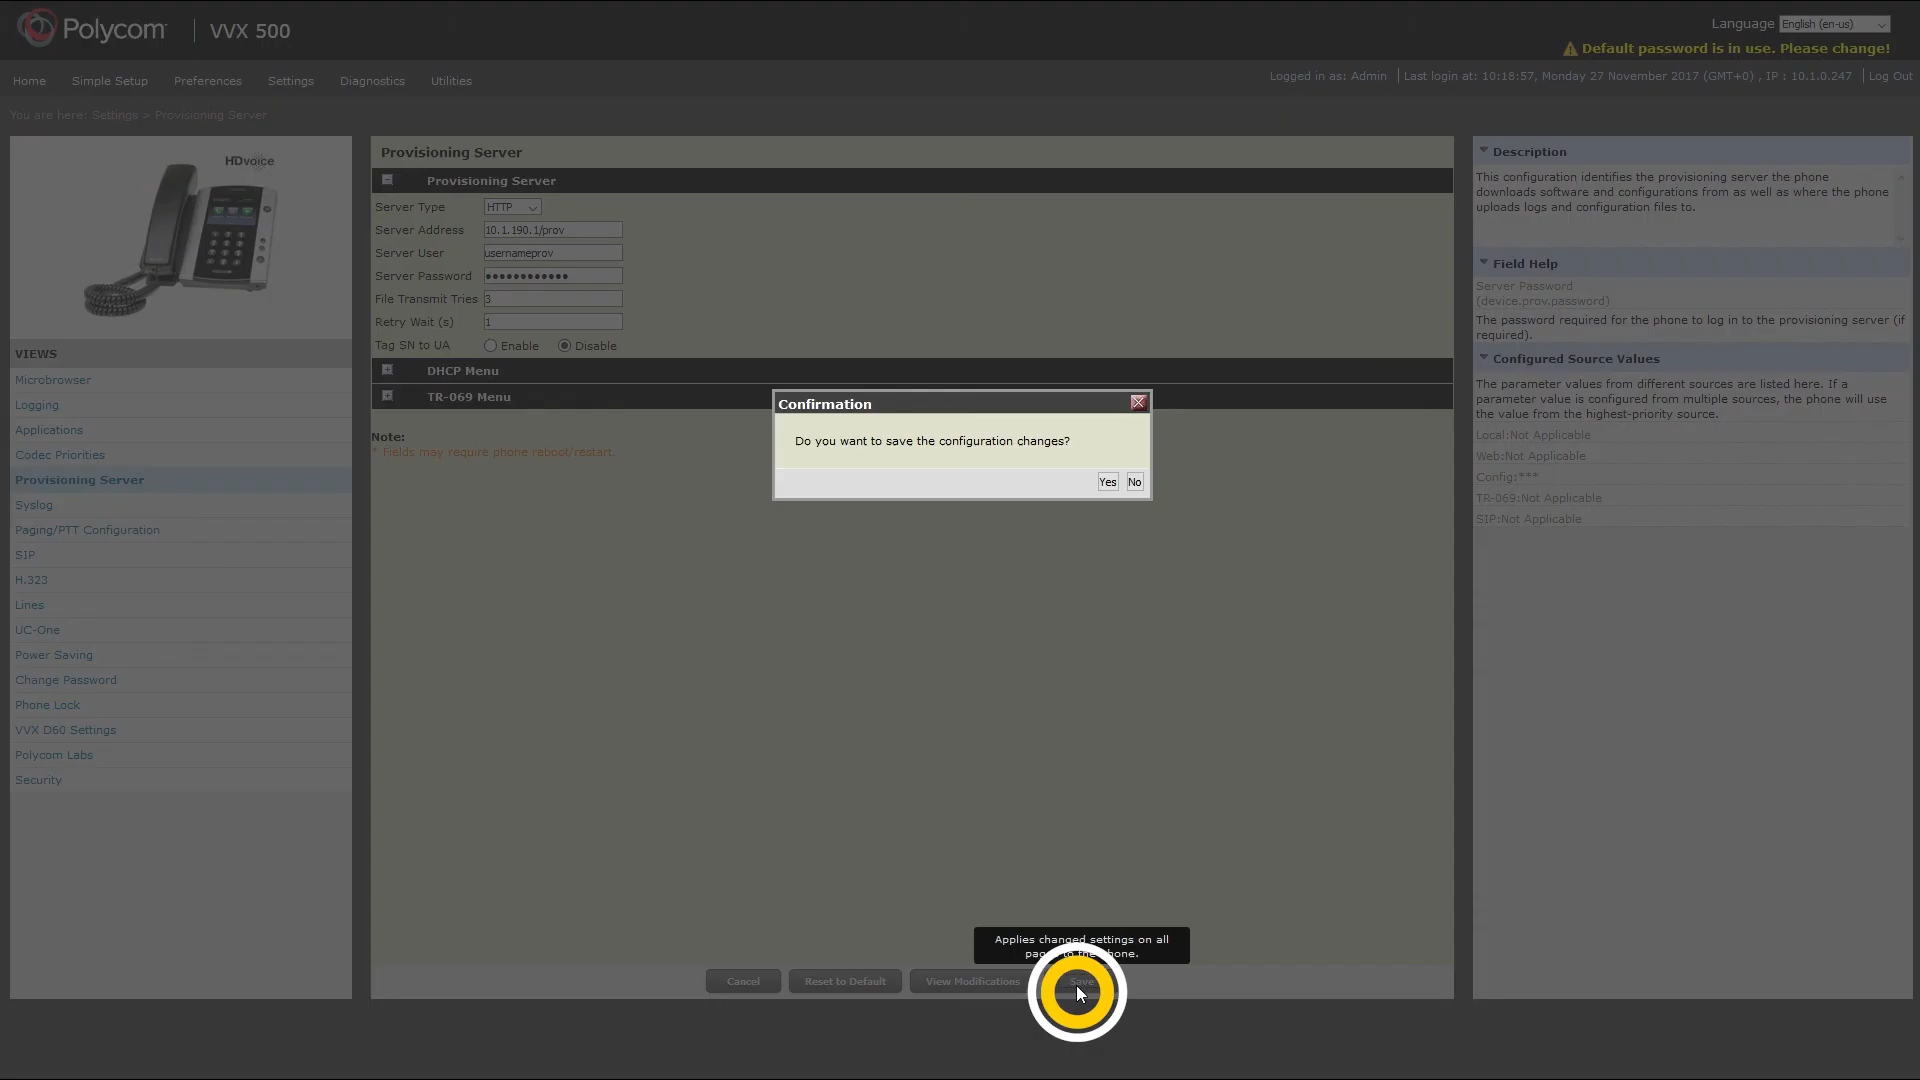 Polycom
VVX 500
Language English (en-us)
Default password is in use. Please change!
Home Simple Setup Preferences Settings Diagnostics Utilities
Logged in as: Admin | Last login at: 10:18:57, Monday 27 November 2017 (GMT+0) , IP : 10.1.0.247 | Log Out
You are here: Settings > Provisioning Server
HDvoice
VIEWS
Microbrowser
Logging
Applications
Codec Priorities
Provisioning Server
Syslog
Paging/PTT Configuration
SIP
H.323
Lines
UC-One
Power Saving
Change Password
Phone Lock
VVX D60 Settings
Polycom Labs
Security
Provisioning Server
Provisioning Server
Server Type HTTP
Server Address 10.1.190.1/prov
Server User usernameprov
Server Password ●●●●●●●●●●●●
File Transmit Tries 3
Retry Wait (s) 1
Tag SN to UA Enable Disable
DHCP Menu
TR-069 Menu
Note:
* Fields may require phone reboot/restart.
Confirmation
Do you want to save the configuration changes?
Yes No
Applies changed settings on all
to the phone.
Cancel Reset to Default View Modifications Save
Description
This configuration identifies the provisioning server the phone
downloads software and configurations from as well as where the phone
uploads logs and configuration files to.
Field Help
Server Password
(device.prov.password)
The password required for the phone to log in to the provisioning server (if
required).
Configured Source Values
The parameter values from different sources are listed here. If a
parameter value is configured from multiple sources, the phone will use
the value from the highest-priority source.
Local:Not Applicable
Web:Not Applicable
Config:***
TR-069:Not Applicable
SIP:Not Applicable